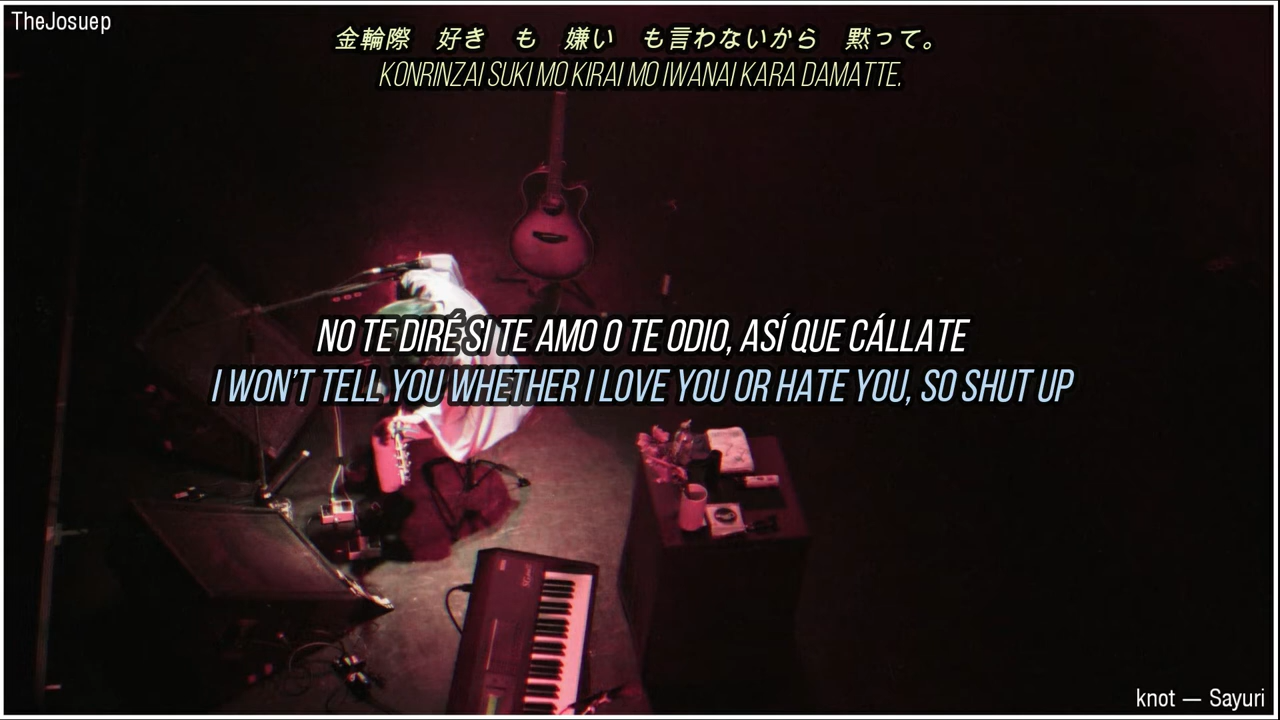 TheJosuep
金輪際　好き　も　嫌い　も言わないから　黙って。
KONRINZAI SUKI MO KIRAI MO IWANAI KARA DAMATTE.
NO TE DIRÉ SI TE AMO O TE ODIO, ASÍ QUE CÁLLATE
I WON'T TELL YOU WHETHER I LOVE YOU OR HATE YOU, SO SHUT UP
knot — Sayuri